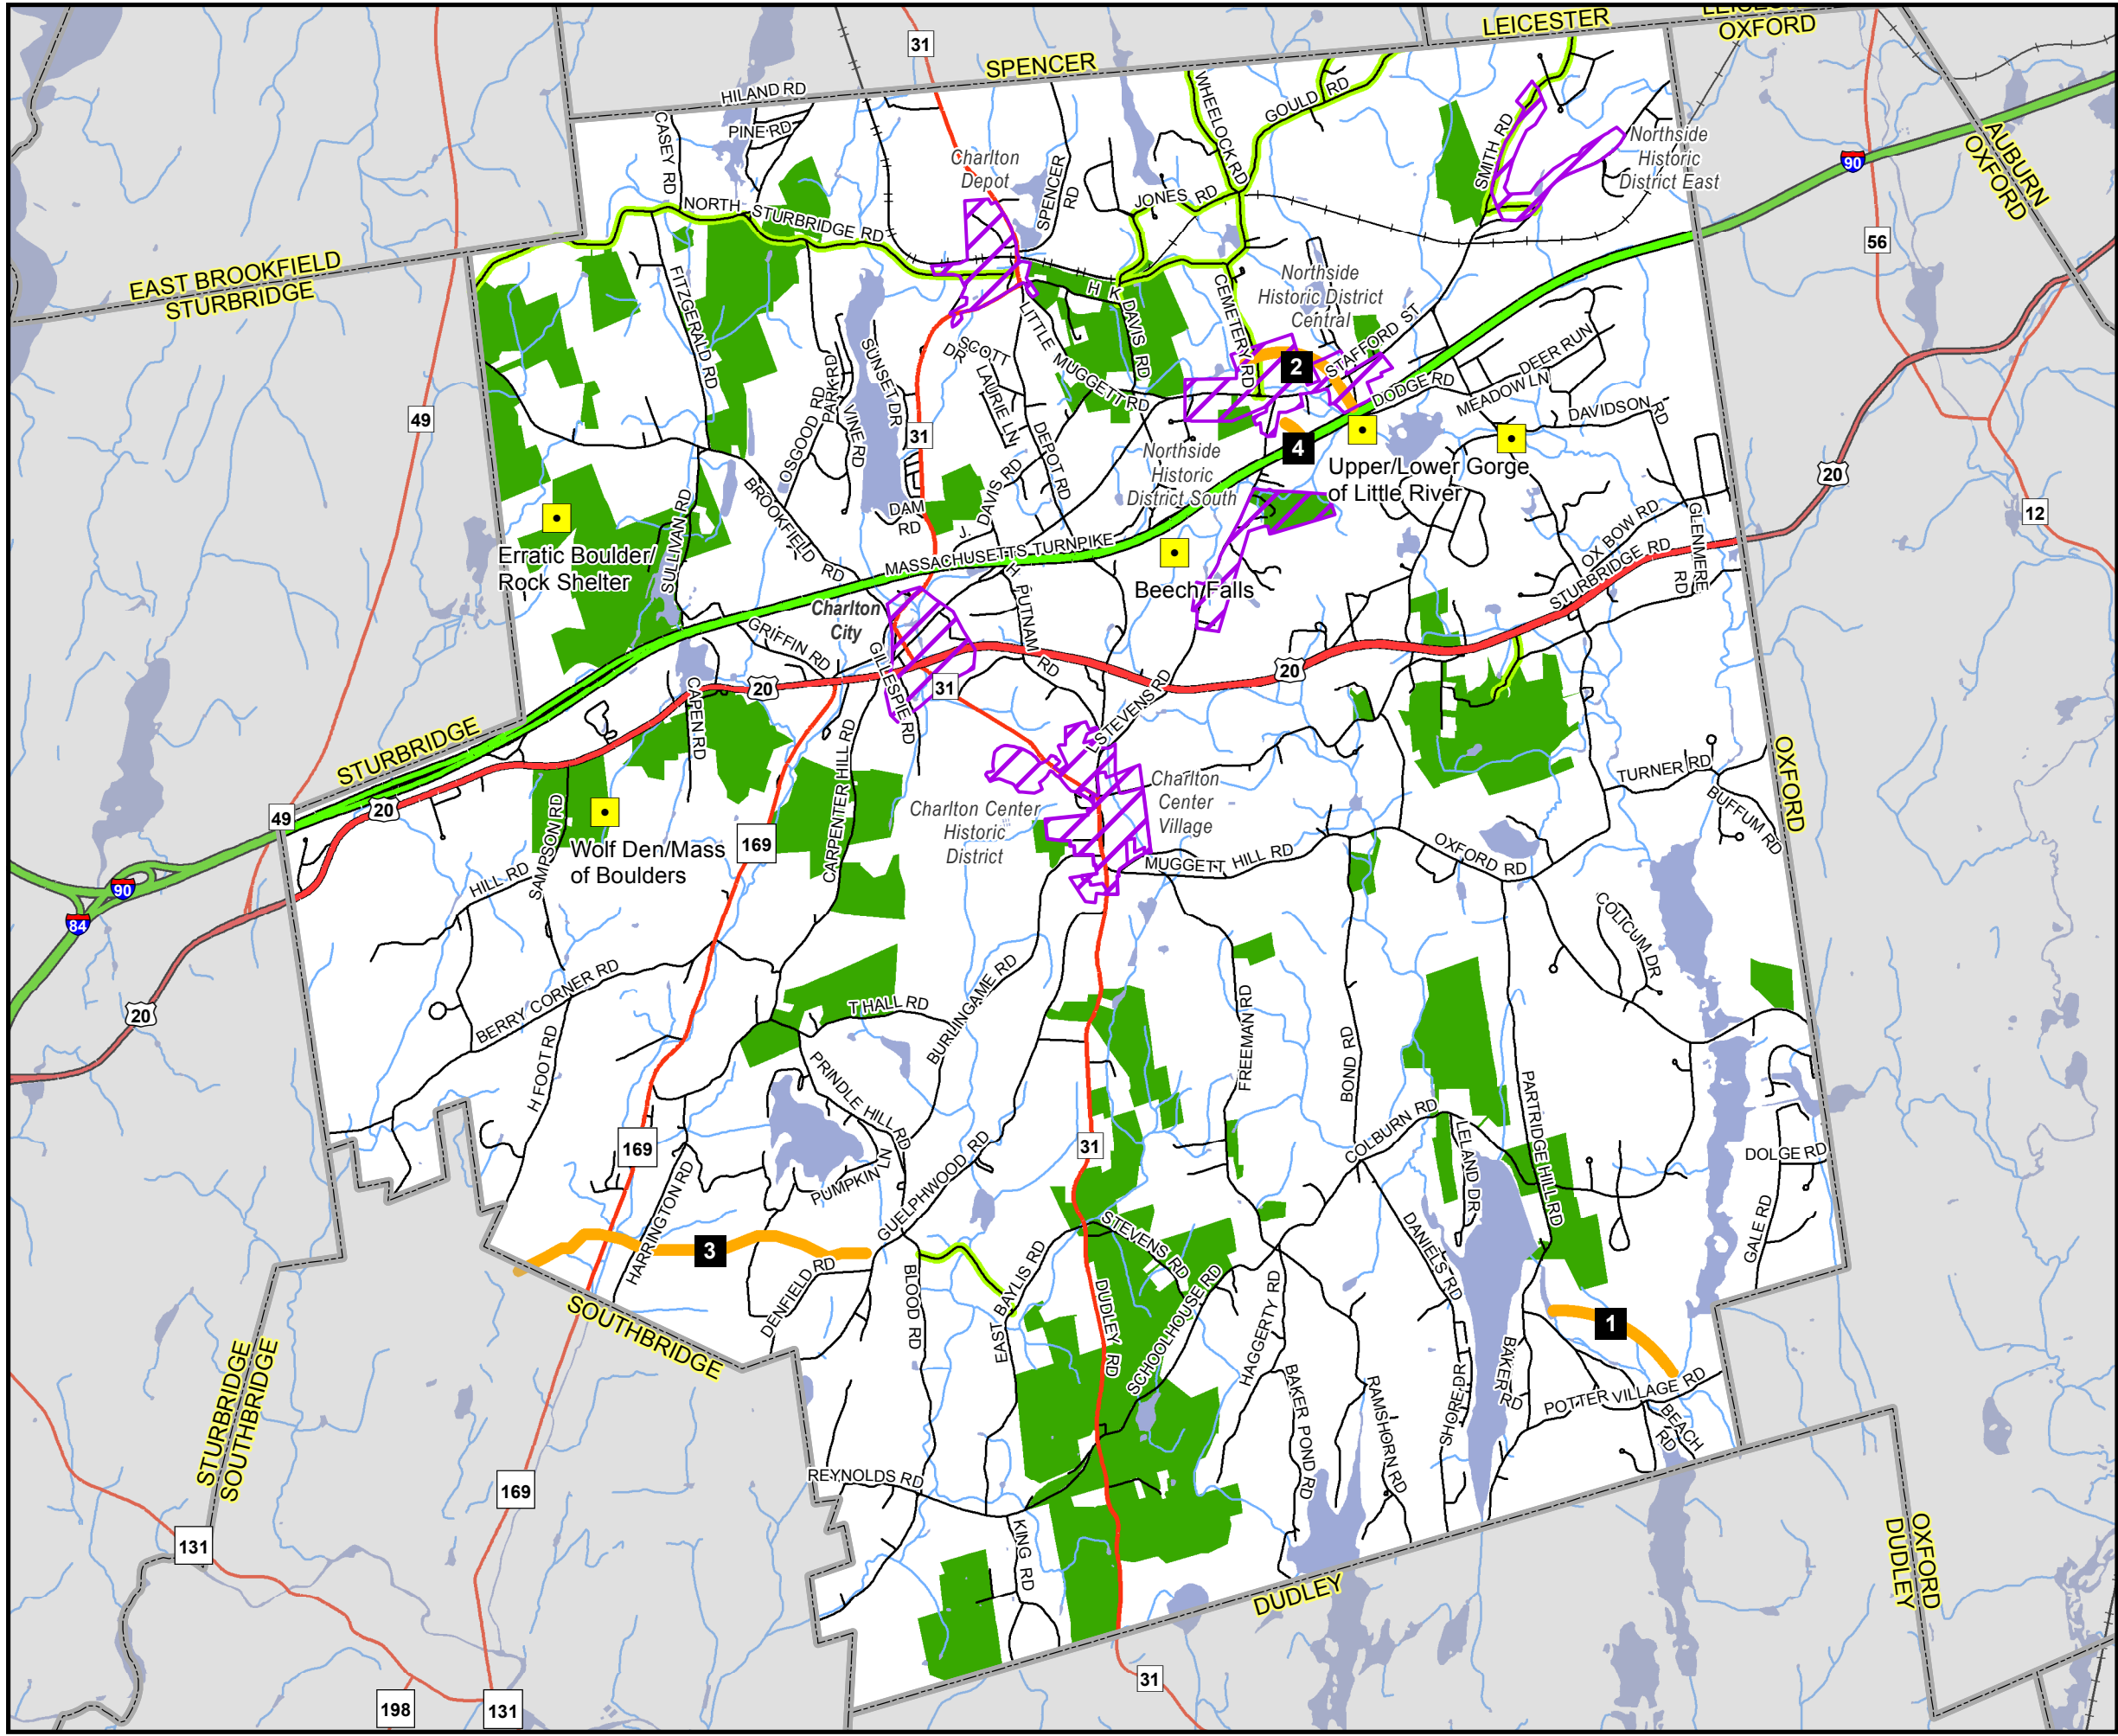 LEICESTER
LEICESTER
OXFORD
31
SPENCER
HILAND RD
PINE RD
CASEY RD
WHEELOCK RD
GOULD RD
SMITH RD
Northside
Historic
District East
AUBURN
OXFORD
90
Charlton
Depot
SPENCER
RD
JONES RD
NORTH STURBRIDGE RD
56
EAST BROOKFIELD
STURBRIDGE
FITZGERALD RD
H K DAVIS RD
CEMETERY RD
Northside
Historic District
Central
STAFFORD ST
DEER RUN
LITTLE MUGGETT RD
SCOTT
DR
LAURIE LN
SUNSET DR
PARK RD
VINE RD
OSGOOD RD
2
DODGE RD
MEADOW LN
DAVIDSON RD
49
31
DEPOT RD
4
Northside
Historic
District South
Upper/Lower Gorge
of Little River
20
12
BROOKFIELD RD
DAM
RD
J. DAVIS RD
SULLIVAN RD
Erratic Boulder/
Rock Shelter
MASSACHUSETTS TURNPIKE
Beech Falls
OX BOW RD
GLENMERE
RD
STURBRIDGE RD
H PUTNAM RD
Charlton
City
GRIFFIN RD
GILLESPIE RD
20
31
20
CAPEN RD
L STEVENS RD
STURBRIDGE
49
20
CARPENTER HILL RD
Charlton Center
Historic
District
Charlton
Center
Village
TURNER RD
BUFFUM RD
OXFORD
169
SAMPSON RD
Wolf Den/Mass
of Boulders
HILL RD
MUGGETT HILL RD
OXFORD RD
90
84
20
COLICUM DR
BERRY CORNER RD
T HALL RD
BURLINGAME RD
FREEMAN RD
BOND RD
H FOOT RD
PRINDLE HILL RD
PARTRIDGE HILL RD
COLBURN RD
LELAND DR
169
31
PUMPKIN LN
GUELPHWOOD RD
DOLGE RD
GALE RD
HARRINGTON RD
3
DENFIELD RD
BLOOD RD
EAST BAYLIS RD
STEVENS RD
SCHOOLHOUSE RD
DUDLEY RD
HAGGERTY RD
DANIELS RD
1
SOUTHBRIDGE
STURBRIDGE
SOUTHBRIDGE
BAKER POND RD
RAMSHORN RD
SHORE DR
BAKER
RD
POTTER VILLAGE RD
BEACH
RD
REYNOLDS RD
KING RD
169
131
DUDLEY
OXFORD
DUDLEY
198
131
31